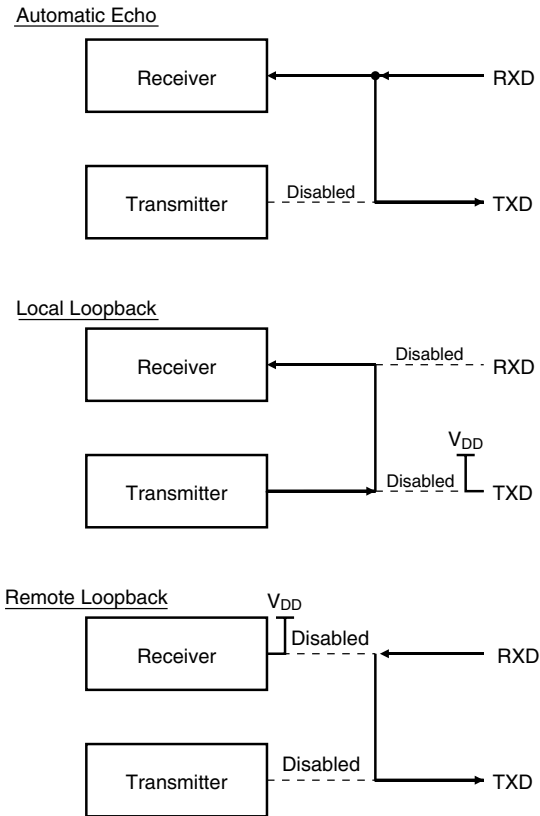 Automatic Echo
Receiver
RXD
Transmitter
Disabled
TXD
Local Loopback
Receiver
Disabled
RXD
VDD
Transmitter
Disabled
TXD
Remote Loopback
VDD
Receiver
Disabled
RXD
Transmitter
Disabled
TXD